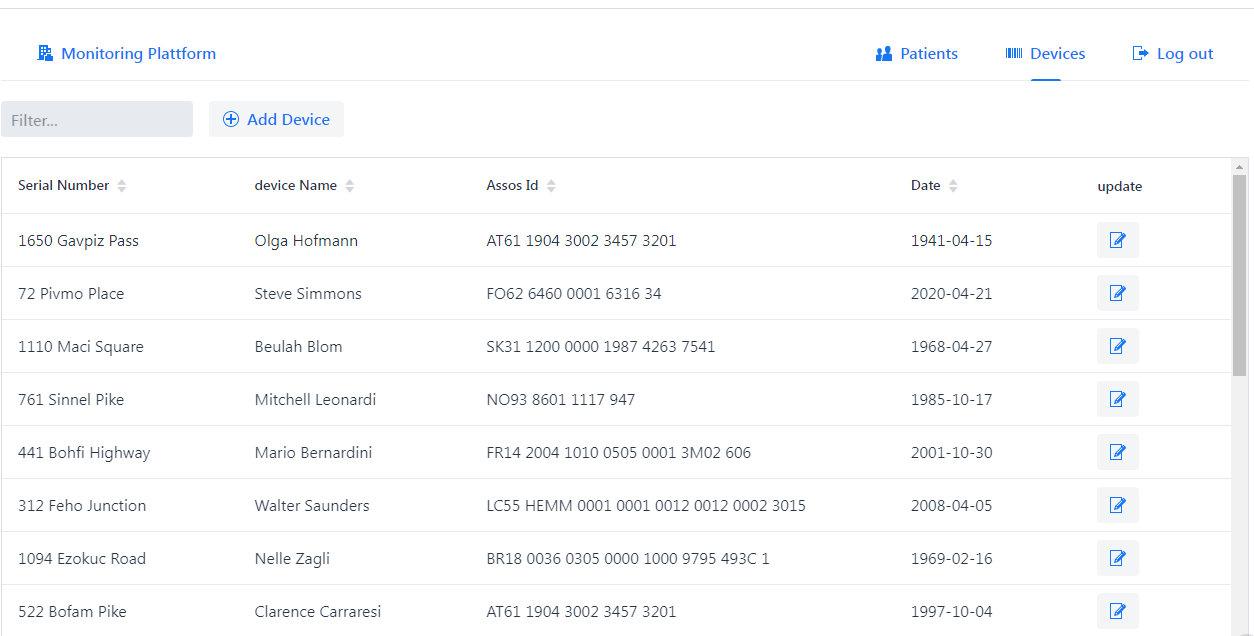 Monitoring Plattform Patients Devices Log out
Filter... Add Device
Serial Number device Name Assos Id Date update
1650 Gavpiz Pass Olga Hofmann AT61 1904 3002 3457 3201 1941-04-15
72 Pivmo Place Steve Simmons FO62 6460 0001 6316 34 2020-04-21
1110 Maci Square Beulah Blom SK31 1200 0000 1987 4263 7541 1968-04-27
761 Sinnel Pike Mitchell Leonardi NO93 8601 1117 947 1985-10-17
441 Bohfi Highway Mario Bernardini FR14 2004 1010 0505 0001 3M02 606 2001-10-30
312 Feho Junction Walter Saunders LC55 HEMM 0001 0001 0012 0012 0002 3015 2008-04-05
1094 Ezokuc Road Nelle Zagli BR18 0036 0305 0000 1000 9795 493C 1 1969-02-16
522 Bofam Pike Clarence Carraresi AT61 1904 3002 3457 3201 1997-10-04